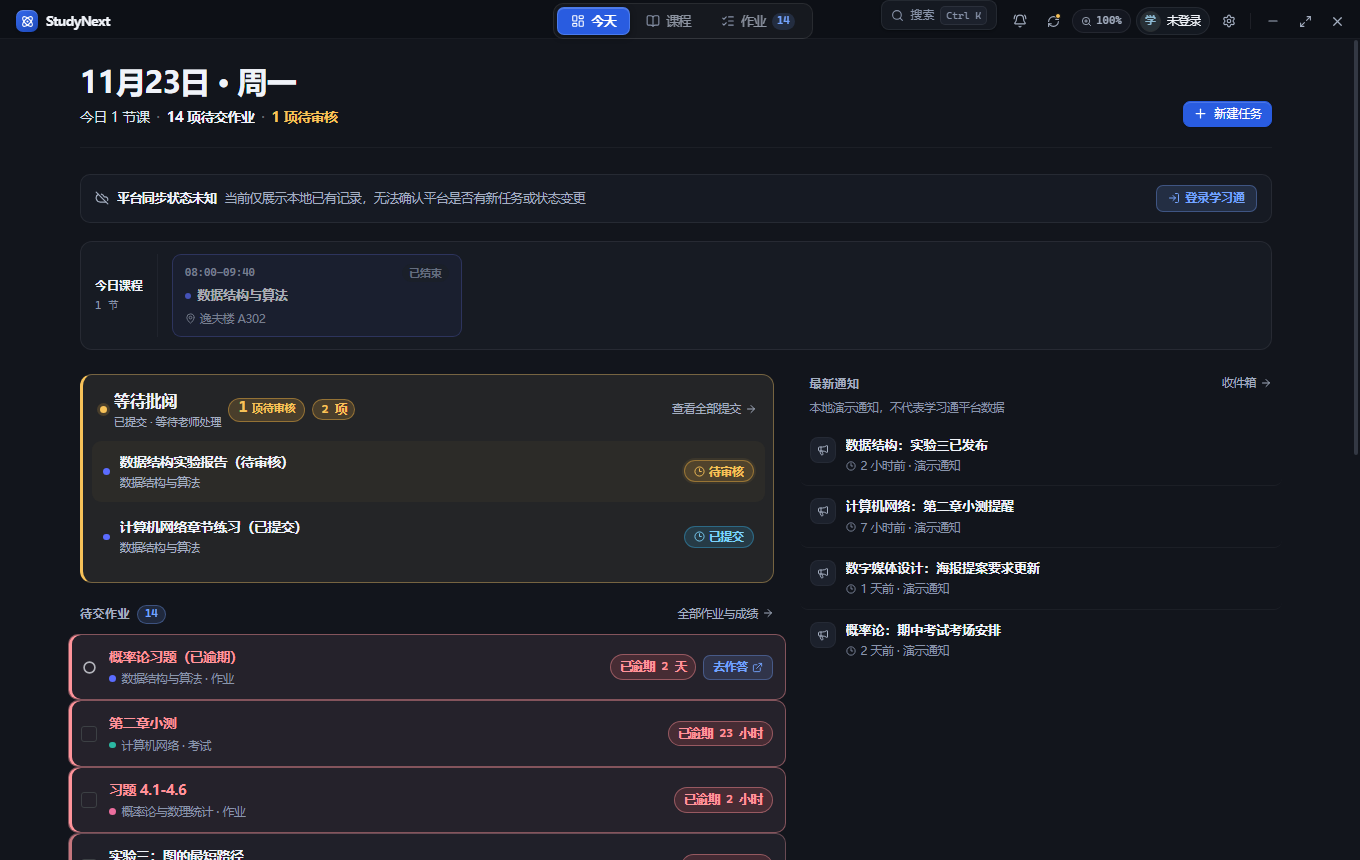 StudyNext
今天
课程
作业 14
搜索 Ctrl K
100%
学 未登录
11月23日 · 周一
今日 1 节课 · 14 项待交作业 · 1 项待审核
新建任务
平台同步状态未知 当前仅展示本地已有记录，无法确认平台是否有新任务或状态变更
登录学习通
今日课程
1 节
08:00–09:40 已结束
数据结构与算法
逸夫楼 A302
等待批阅
已提交 · 等待老师处理
1 项待审核
2 项
查看全部提交
数据结构实验报告（待审核）
数据结构与算法
待审核
计算机网络章节练习（已提交）
数据结构与算法
已提交
待交作业 14
全部作业与成绩
概率论习题（已逾期）
数据结构与算法 · 作业
已逾期 2 天
去作答
第二章小测
计算机网络 · 考试
已逾期 23 小时
习题 4.1-4.6
概率论与数理统计 · 作业
已逾期 2 小时
实验三：图的最短路径
最新通知
收件箱
本地演示通知，不代表学习通平台数据
数据结构：实验三已发布
2 小时前 · 演示通知
计算机网络：第二章小测提醒
7 小时前 · 演示通知
数字媒体设计：海报提案要求更新
1 天前 · 演示通知
概率论：期中考试考场安排
2 天前 · 演示通知